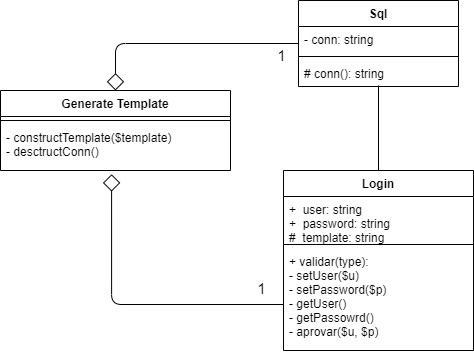 Sql
- conn: string
# conn(): string
1
Generate Template
- constructTemplate($template)
- desctructConn()
Login
+ user: string
+ password: string
# template: string
+ validar(type):
- setUser($u)
- setPassword($p)
- getUser()
- getPassowrd()
- aprovar($u, $p)
1